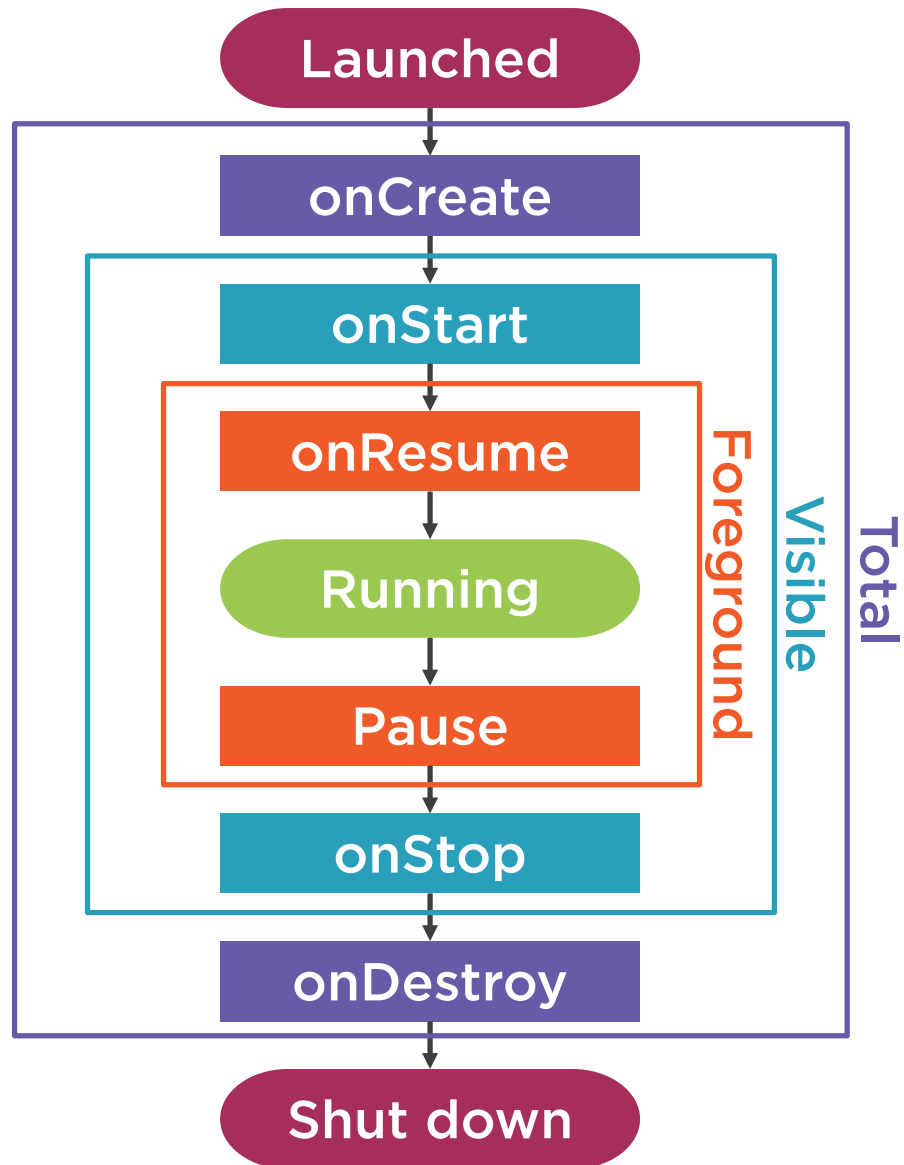 Launched
onCreate
onStart
onResume
Running
Pause
onStop
onDestroy
Shut down
Foreground
Visible
Total